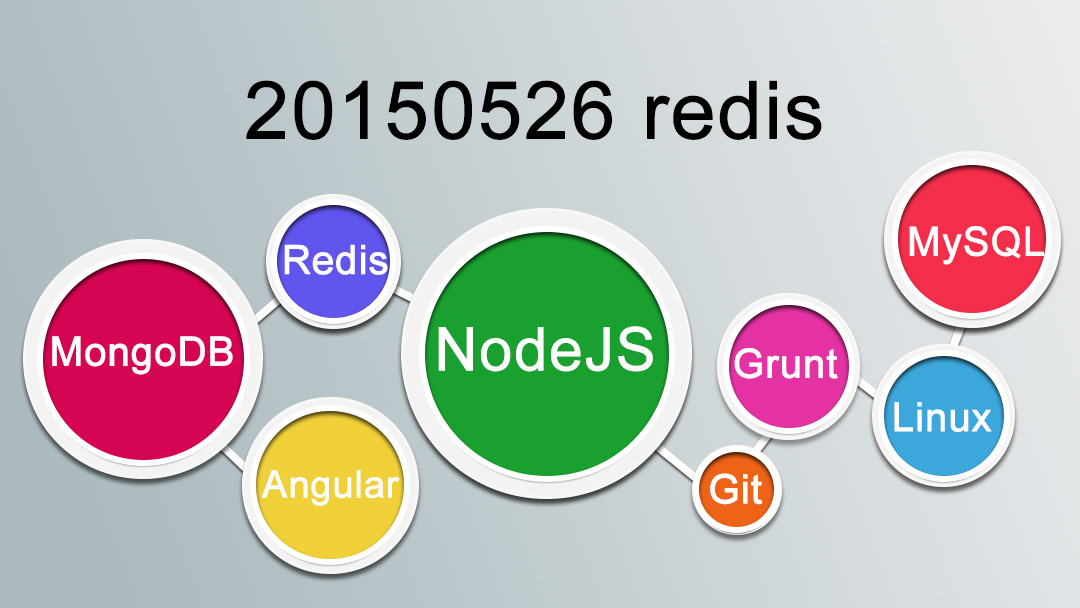 20150526 redis
MySQL
Redis
NodeJS
MongoDB
Grunt
Linux
Angular
Git